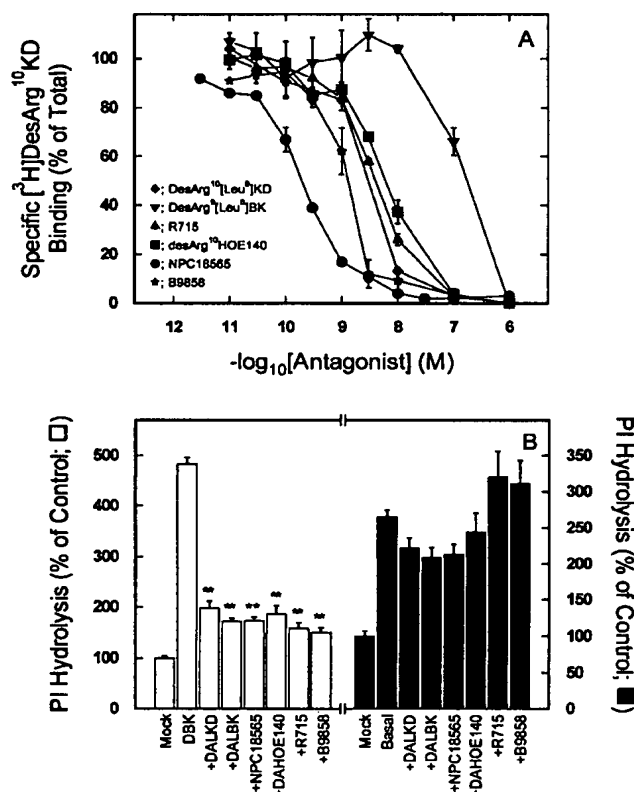 A
Specific [³H]DesArg¹⁰KD
Binding (% of Total)
100
80
60
40
20
0
◆; DesArg¹⁰[Leu⁹]KD
▼; DesArg⁹[Leu⁸]BK
▲; R715
■; desArg¹⁰HOE140
●; NPC18565
★; B9858
12 11 10 9 8 7 6
-log₁₀[Antagonist] (M)
B
PI Hydrolysis (% of Control; □)
500
400
300
200
100
0
** ** ** ** ** **
Mock
DBK
+DALKD
+DALBK
+NPC18565
+DAHOE140
+R715
+B9858
Mock
Basal
+DALKD
+DALBK
+NPC18565
+DAHOE140
+R715
+B9858
350
300
250
200
150
100
50
0
PI Hydrolysis (% of Control; ■)